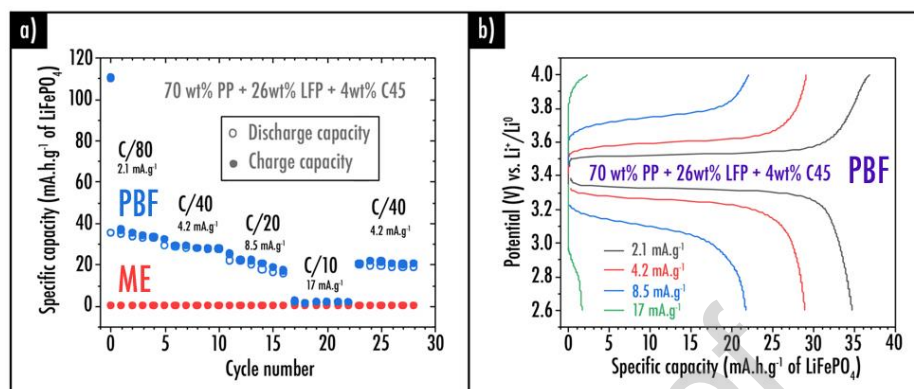 a)
120
100
80
60
40
20
0
Specific capacity (mA.h.g⁻¹ of LiFePO₄)
70 wt% PP + 26wt% LFP + 4wt% C45
Discharge capacity
Charge capacity
C/80
2.1 mA.g⁻¹
PBF
C/40
4.2 mA.g⁻¹
C/20
8.5 mA.g⁻¹
C/40
4.2 mA.g⁻¹
C/10
17 mA.g⁻¹
ME
0 5 10 15 20 25 30
Cycle number
b)
4.0
3.8
3.6
3.4
3.2
3.0
2.8
2.6
Potential (V) vs. Li⁺/Li⁰
70 wt% PP + 26wt% LFP + 4wt% C45 PBF
2.1 mA.g⁻¹
4.2 mA.g⁻¹
8.5 mA.g⁻¹
17 mA.g⁻¹
0 5 10 15 20 25 30 35 40
Specific capacity (mA.h.g⁻¹ of LiFePO₄)